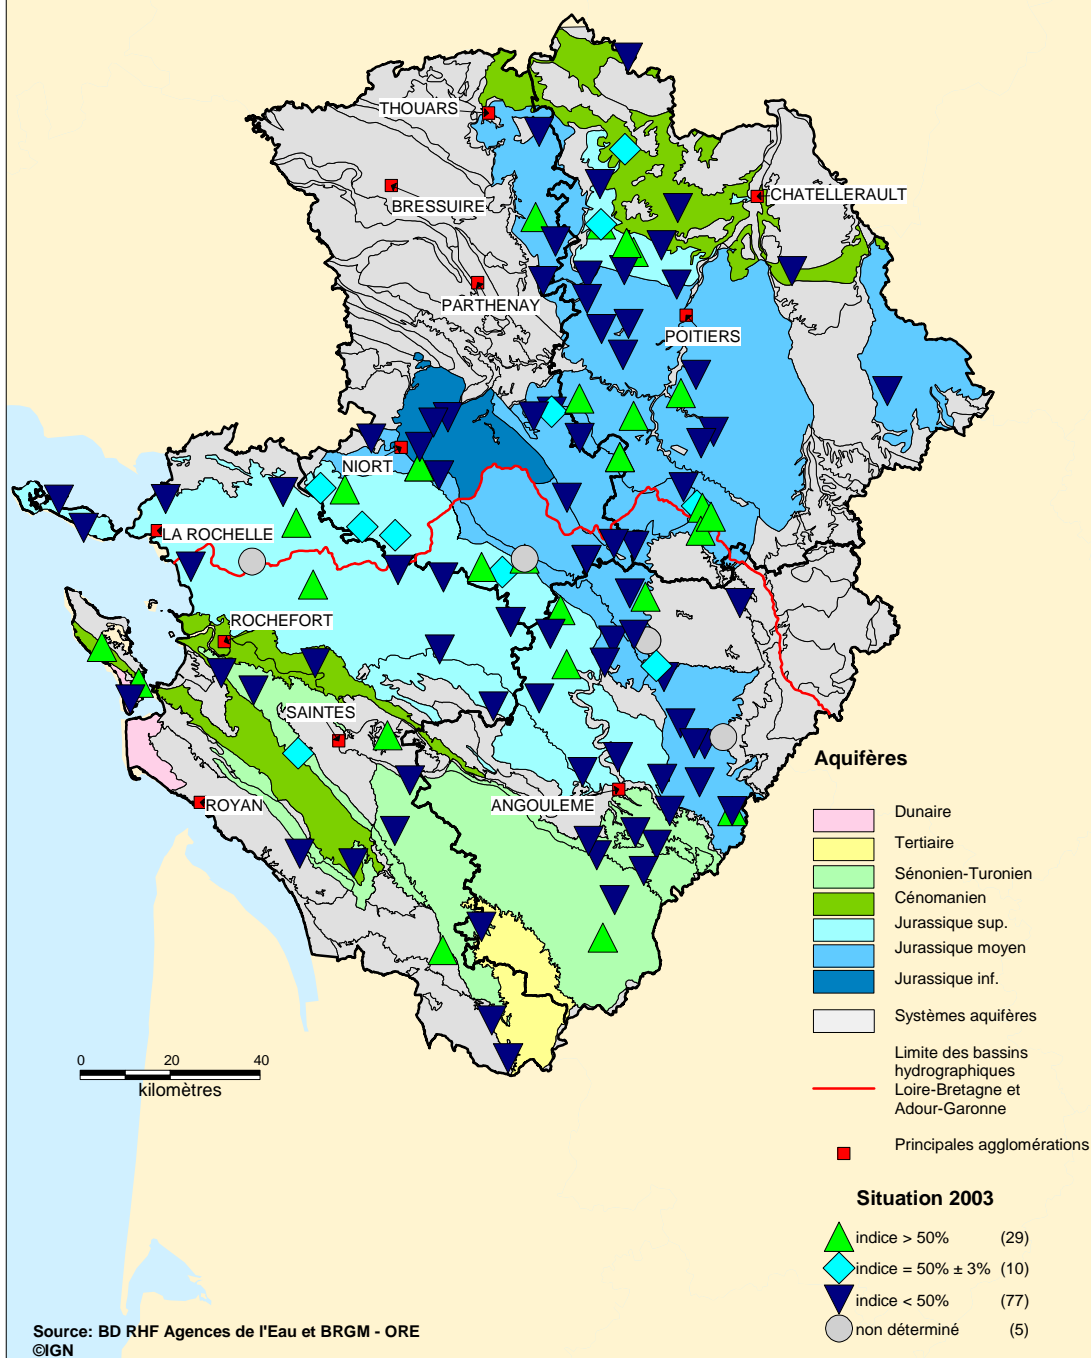 THOUARS
BRESSUIRE
CHATELLERAULT
PARTHENAY
POITIERS
NIORT
LA ROCHELLE
ROCHEFORT
SAINTES
ROYAN
ANGOULEME
0 20 40
kilomètres
Aquifères
Dunaire
Tertiaire
Sénonien-Turonien
Cénomanien
Jurassique sup.
Jurassique moyen
Jurassique inf.
Systèmes aquifères
Limite des bassins
hydrographiques
Loire-Bretagne et
Adour-Garonne
Principales agglomérations
Situation 2003
indice > 50% (29)
indice = 50% ± 3% (10)
indice < 50% (77)
non déterminé (5)
Source: BD RHF Agences de l'Eau et BRGM - ORE
©IGN